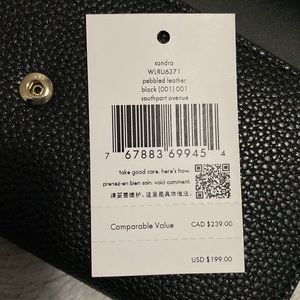 sandra
WLRU6371
pebbled leather
black (001) 001
southport avenue
7 67883 69945 4
take good care. here's how.
prenez-en bien soin. voici comment.
请妥善维护。这里是具体做法。
Comparable Value CAD $239.00
USD $199.00